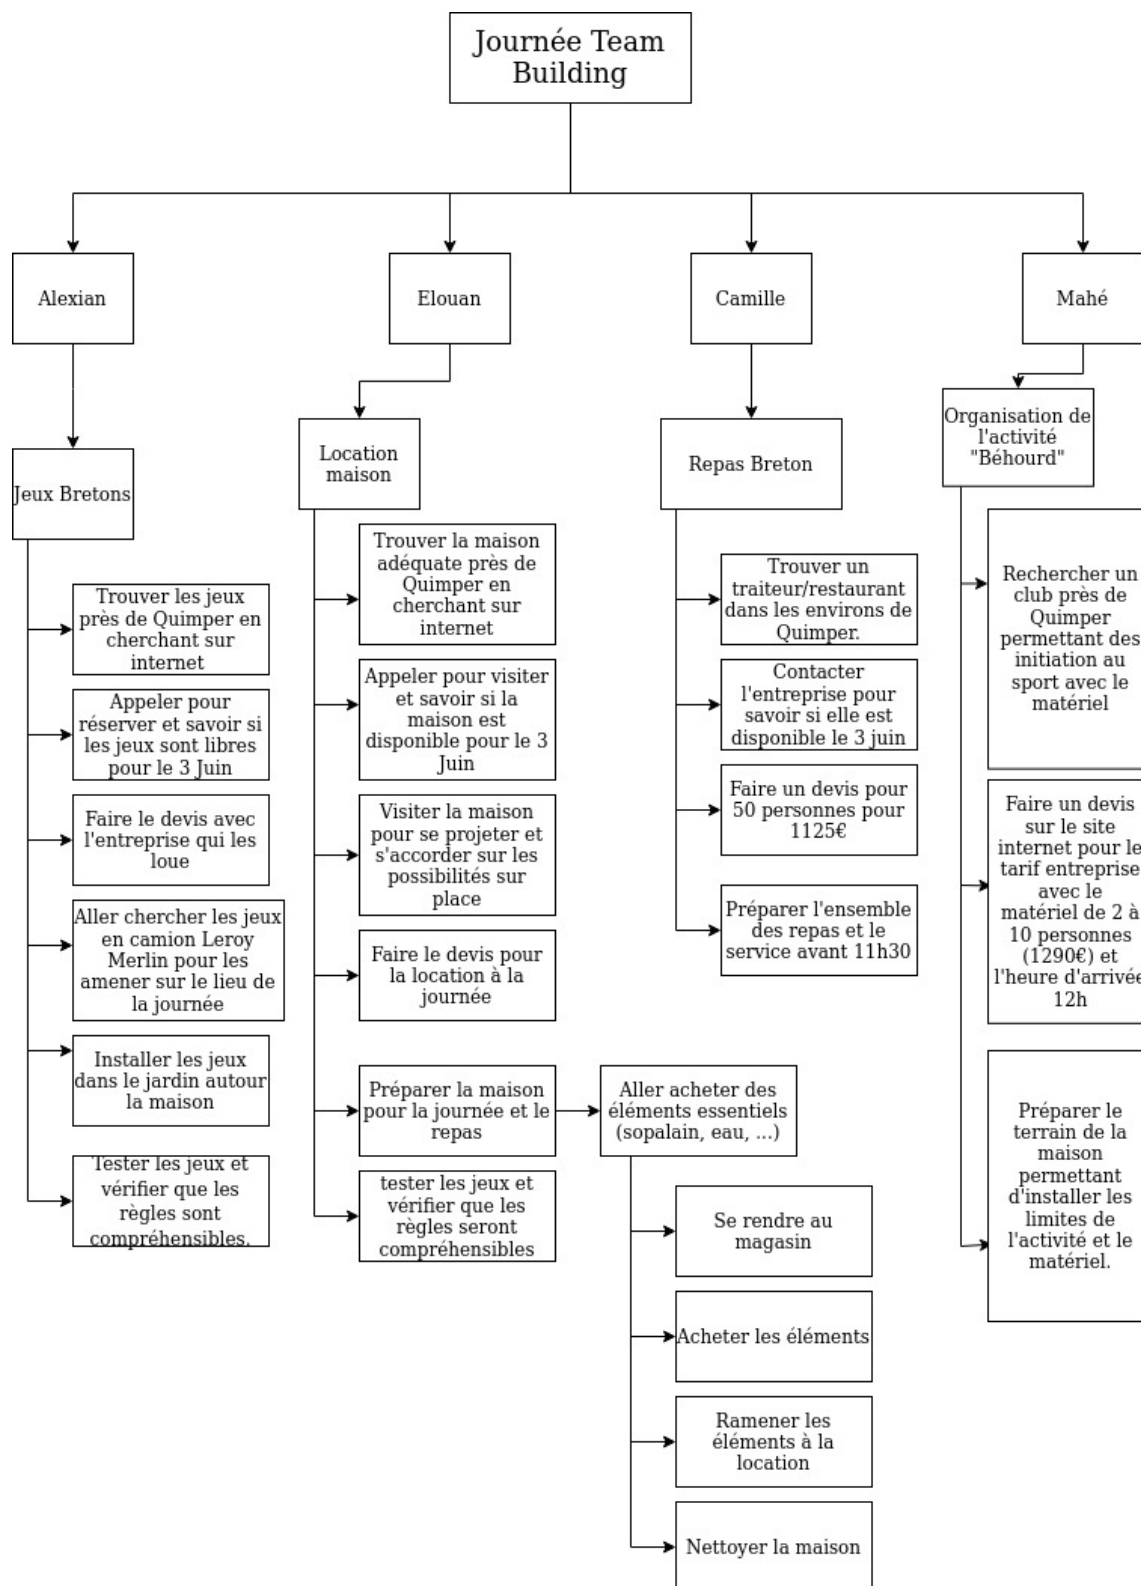 Journée Team
Building
Alexian
Elouan
Camille
Mahé
Jeux Bretons
Trouver les jeux
près de Quimper en
cherchant sur
internet
Appeler pour
réserver et savoir si
les jeux sont libres
pour le 3 Juin
Faire le devis avec
l'entreprise qui les
loue
Aller chercher les jeux
en camion Leroy
Merlin pour les
amener sur le lieu de
la journée
Installer les jeux
dans le jardin autour
la maison
Tester les jeux et
vérifier que les
règles sont
compréhensibles.
Location
maison
Trouver la maison
adéquate près de
Quimper en
cherchant sur
internet
Appeler pour visiter
et savoir si la
maison est
disponible pour le 3
Juin
Visiter la maison
pour se projeter et
s'accorder sur les
possibilités sur
place
Faire le devis pour
la location à la
journée
Préparer la maison
pour la journée et le
repas
tester les jeux et
vérifier que les
règles seront
compréhensibles
Aller acheter des
éléments essentiels
(sopalain, eau, ...)
Se rendre au
magasin
Acheter les éléments
Ramener les
éléments à la
location
Nettoyer la maison
Repas Breton
Trouver un
traiteur/restaurant
dans les environs de
Quimper.
Contacter
l'entreprise pour
savoir si elle est
disponible le 3 juin
Faire un devis pour
50 personnes pour
1125€
Préparer l'ensemble
des repas et le
service avant 11h30
Organisation de
l'activité
"Béhourd"
Rechercher un
club près de
Quimper
permettant des
initiation au
sport avec le
matériel
Faire un devis
sur le site
internet pour le
tarif entreprise
avec le
matériel de 2 à
10 personnes
(1290€) et
l'heure d'arrivée
12h
Préparer le
terrain de la
maison
permettant
d'installer les
limites de
l'activité et le
matériel.